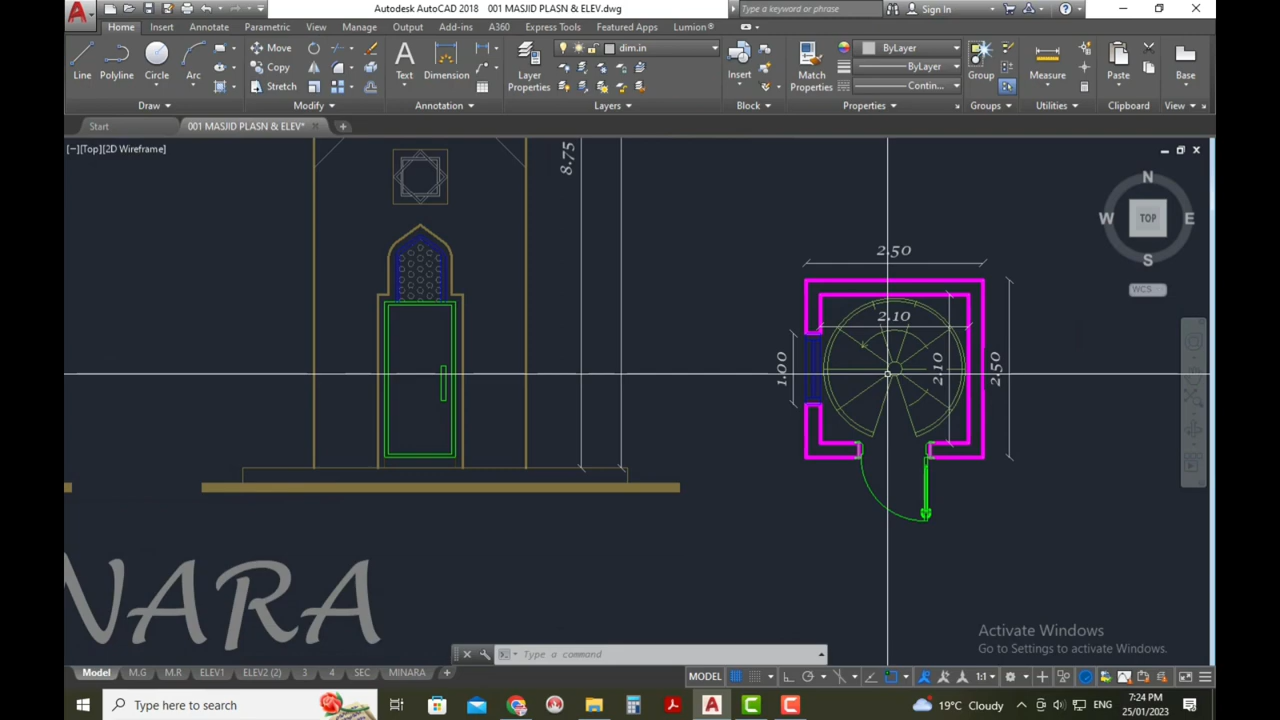 Autodesk AutoCAD 2018 001 MASJID PLASN & ELEV.dwg
Type a keyword or phrase
Sign In
Home Insert Annotate Parametric View Manage Output Add-ins A360 Express Tools Featured Apps Lumion®
Line Polyline Circle Arc
Move Copy Stretch
Text Dimension
Layer Properties
dim.in
Insert
Match Properties
ByLayer
ByLayer
Contin...
Group
Measure
Paste
Base
Draw Modify Annotation Layers Block Properties Groups Utilities Clipboard View
Start 001 MASJID PLASN & ELEV*
[−][Top][2D Wireframe]
N
W TOP E
S
WCS
8.75
2.50
2.10
1.00
2.10
2.50
NARA
Activate Windows
Go to Settings to activate Windows.
Type a command
Model M.G M.R ELEV1 ELEV2 (2) 3 4 SEC MINARA
MODEL 1:1
Type here to search
19°C Cloudy
ENG
7:24 PM
25/01/2023